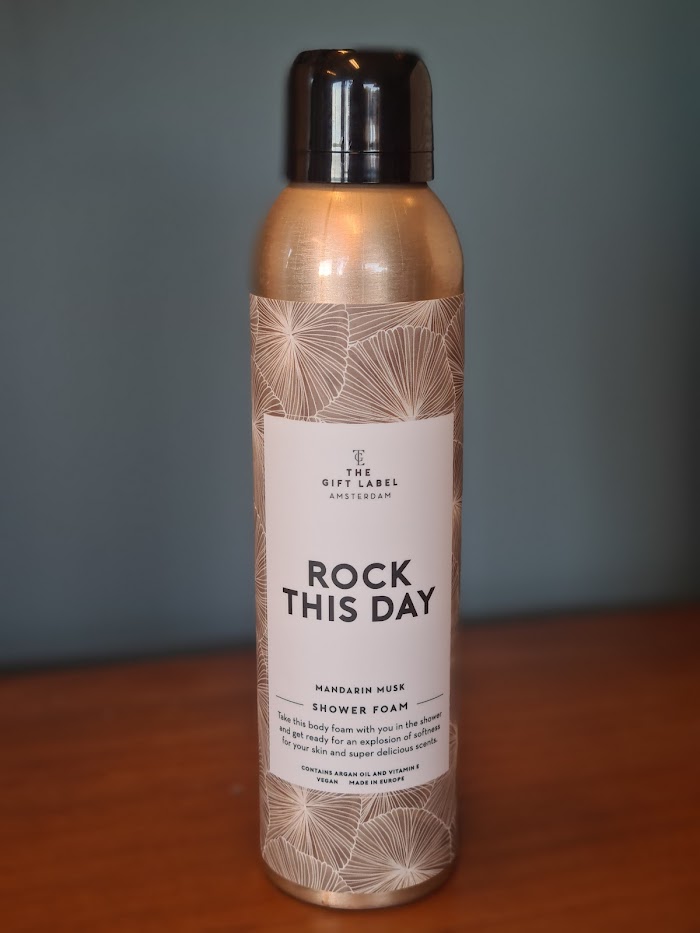 THE
GIFT LABEL
AMSTERDAM
ROCK
THIS DAY
MANDARIN MUSK
SHOWER FOAM
Take this body foam with you in the shower
and get ready for an explosion of softness
for your skin and super delicious scents.
CONTAINS ARGAN OIL AND VITAMIN E
VEGAN MADE IN EUROPE